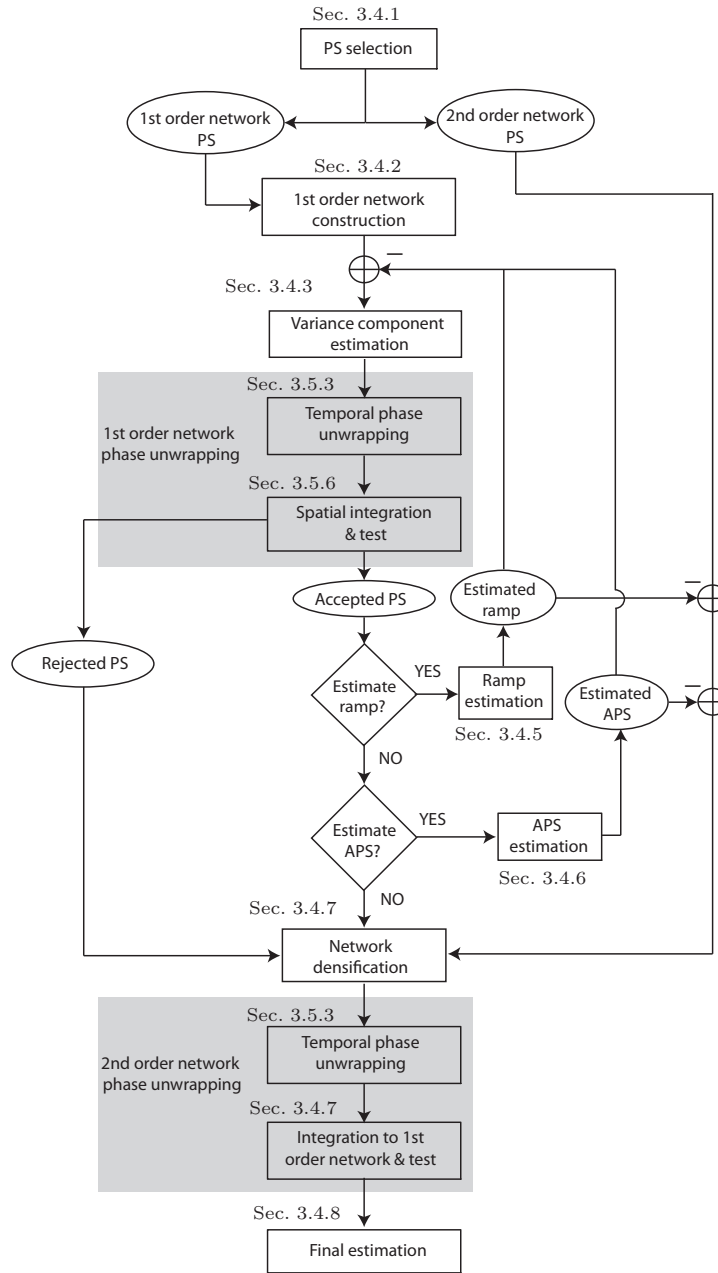 Sec. 3.4.1
PS selection
1st order network
PS
2nd order network
PS
Sec. 3.4.2
1st order network
construction
–
Sec. 3.4.3
Variance component
estimation
Sec. 3.5.3
1st order network
phase unwrapping
Temporal phase
unwrapping
Sec. 3.5.6
Spatial integration
& test
Accepted PS
Estimated
ramp
–
Rejected PS
Estimate
ramp?
YES
Ramp
estimation
Sec. 3.4.5
Estimated
APS
–
NO
Estimate
APS?
YES
APS
estimation
Sec. 3.4.6
NO
Sec. 3.4.7
Network
densification
Sec. 3.5.3
2nd order network
phase unwrapping
Temporal phase
unwrapping
Sec. 3.4.7
Integration to 1st
order network & test
Sec. 3.4.8
Final estimation